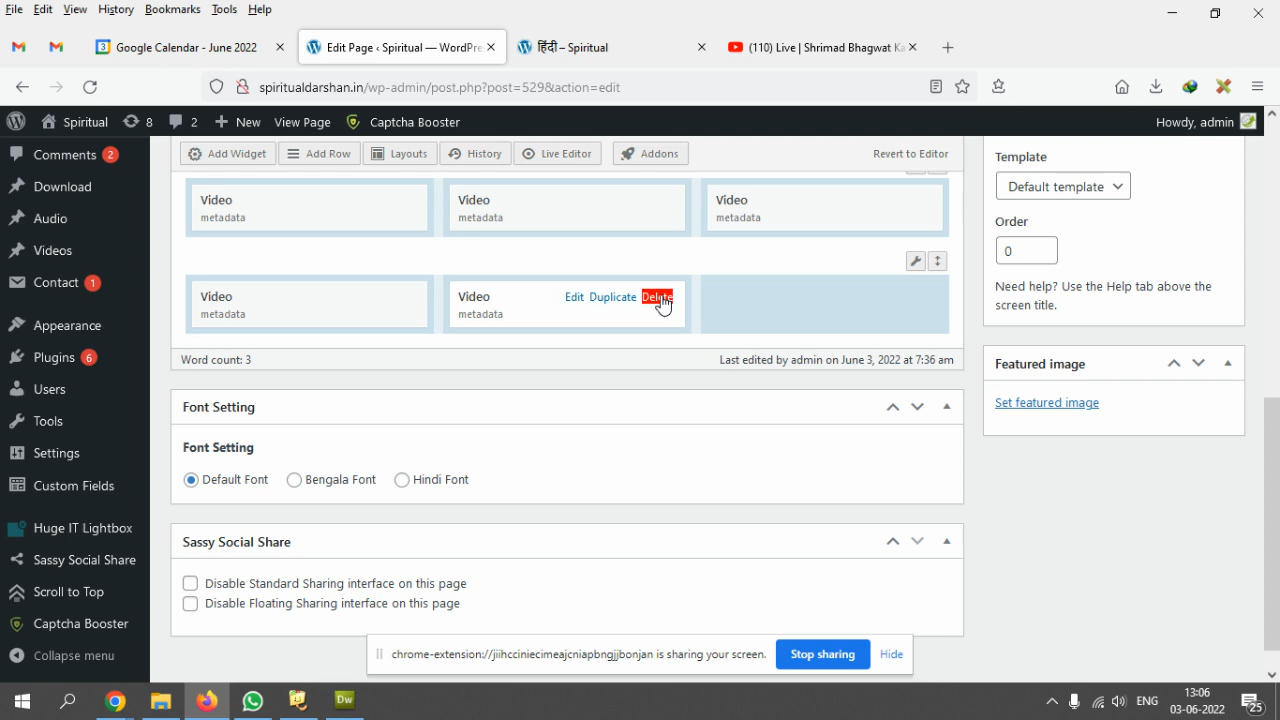 File Edit View History Bookmarks Tools Help
Google Calendar - June 2022
Edit Page ‹ Spiritual — WordPre
हिंदी – Spiritual
(110) Live | Shrimad Bhagwat Ka
spiritualdarshan.in/wp-admin/post.php?post=529&action=edit
Spiritual 8 2 New View Page Captcha Booster Howdy, admin
Comments 2
Download
Audio
Videos
Contact 1
Appearance
Plugins 6
Users
Tools
Settings
Custom Fields
Huge IT Lightbox
Sassy Social Share
Scroll to Top
Captcha Booster
Collapse menu
Add Widget Add Row Layouts History Live Editor Addons Revert to Editor
Video Video Video
metadata metadata metadata
Video Video Edit Duplicate Delete
metadata metadata
Word count: 3 Last edited by admin on June 3, 2022 at 7:36 am
Font Setting
Font Setting
Default Font Bengala Font Hindi Font
Sassy Social Share
Disable Standard Sharing interface on this page
Disable Floating Sharing interface on this page
Template
Default template
Order
0
Need help? Use the Help tab above the
screen title.
Featured image
Set featured image
chrome-extension://jiihcciniecimeajcniapbngjjbonjan is sharing your screen. Stop sharing Hide
Dw
ENG
13:06
03-06-2022
25